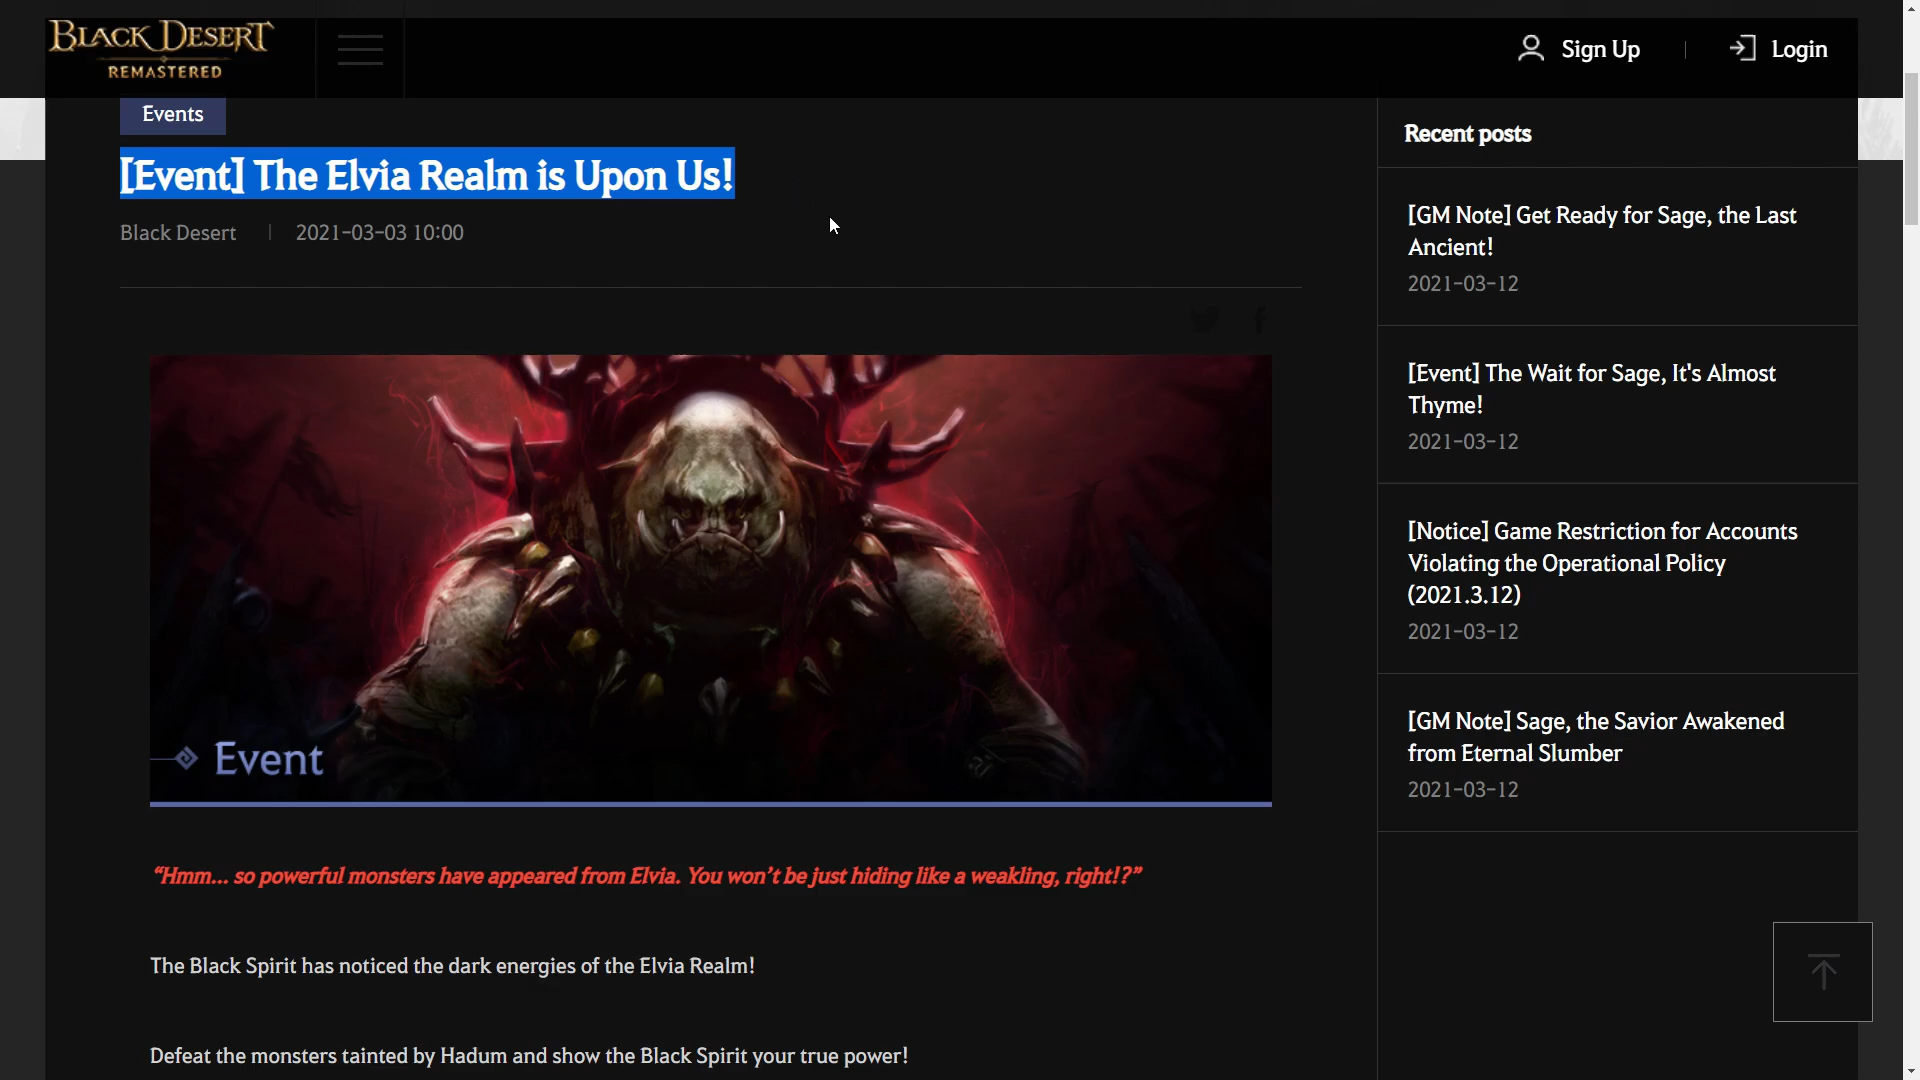 BLACK DESERT
REMASTERED
Sign Up
Login
Events
[Event] The Elvia Realm is Upon Us!
Black Desert
2021-03-03 10:00
Event
“Hmm... so powerful monsters have appeared from Elvia. You won’t be just hiding like a weakling, right!?”
The Black Spirit has noticed the dark energies of the Elvia Realm!
Defeat the monsters tainted by Hadum and show the Black Spirit your true power!
Recent posts
[GM Note] Get Ready for Sage, the Last
Ancient!
2021-03-12
[Event] The Wait for Sage, It's Almost
Thyme!
2021-03-12
[Notice] Game Restriction for Accounts
Violating the Operational Policy
(2021.3.12)
2021-03-12
[GM Note] Sage, the Savior Awakened
from Eternal Slumber
2021-03-12